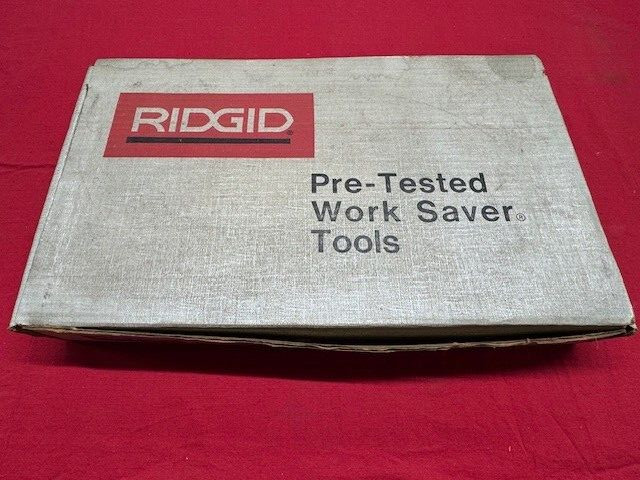 RIDGID®
Pre-Tested
Work Saver®
Tools